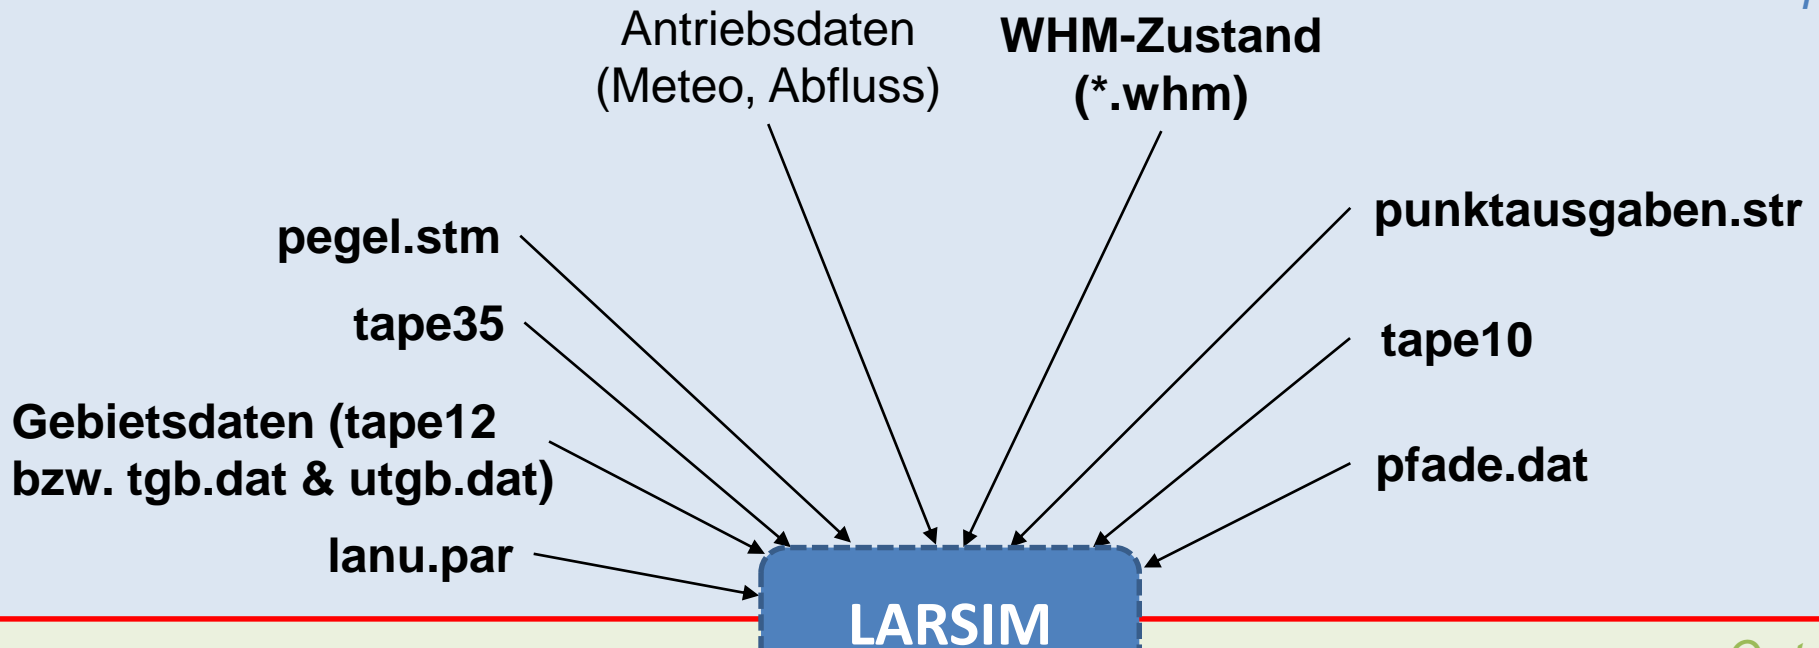 Antriebsdaten
(Meteo, Abfluss)
WHM-Zustand
(*.whm)
pegel.stm
tape35
Gebietsdaten (tape12
bzw. tgb.dat & utgb.dat)
lanu.par
punktausgaben.str
tape10
pfade.dat
LARSIM